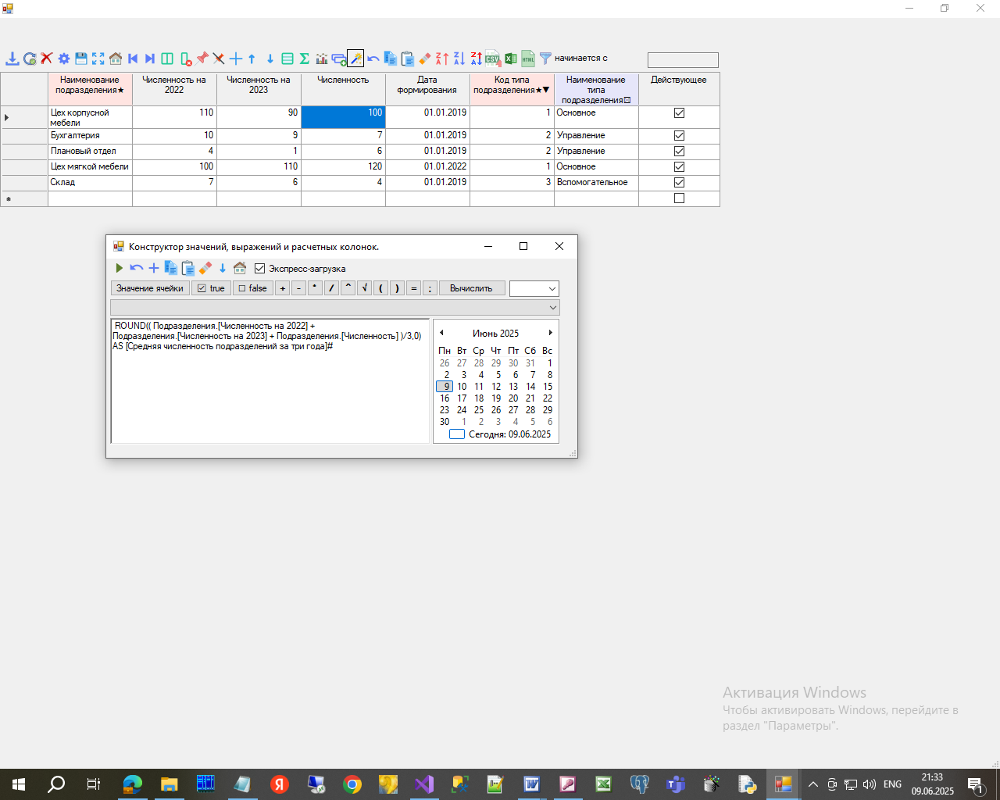 начинается с
Наименование подразделения★ Численность на 2022 Численность на 2023 Численность Дата формирования Код типа подразделения★▼ Наименование типа подразделения Действующее
Цех корпусной мебели 110 90 100 01.01.2019 1 Основное
Бухгалтерия 10 9 7 01.01.2019 2 Управление
Плановый отдел 4 1 6 01.01.2019 2 Управление
Цех мягкой мебели 100 110 120 01.01.2022 1 Основное
Склад 7 6 4 01.01.2019 3 Вспомогательное
Конструктор значений, выражений и расчетных колонок.
Экспресс-загрузка
Значение ячейки true false + - * / ^ √ ( ) = ; Вычислить
ROUND(( Подразделения.[Численность на 2022] +
Подразделения.[Численность на 2023] + Подразделения.[Численность] )/3,0)
AS [Средняя численность подразделений за три года]#
Июнь 2025
Пн Вт Ср Чт Пт Сб Вс
26 27 28 29 30 31 1
2 3 4 5 6 7 8
9 10 11 12 13 14 15
16 17 18 19 20 21 22
23 24 25 26 27 28 29
30 1 2 3 4 5 6
Сегодня: 09.06.2025
Активация Windows
Чтобы активировать Windows, перейдите в
раздел "Параметры".
ENG
21:33
09.06.2025
1